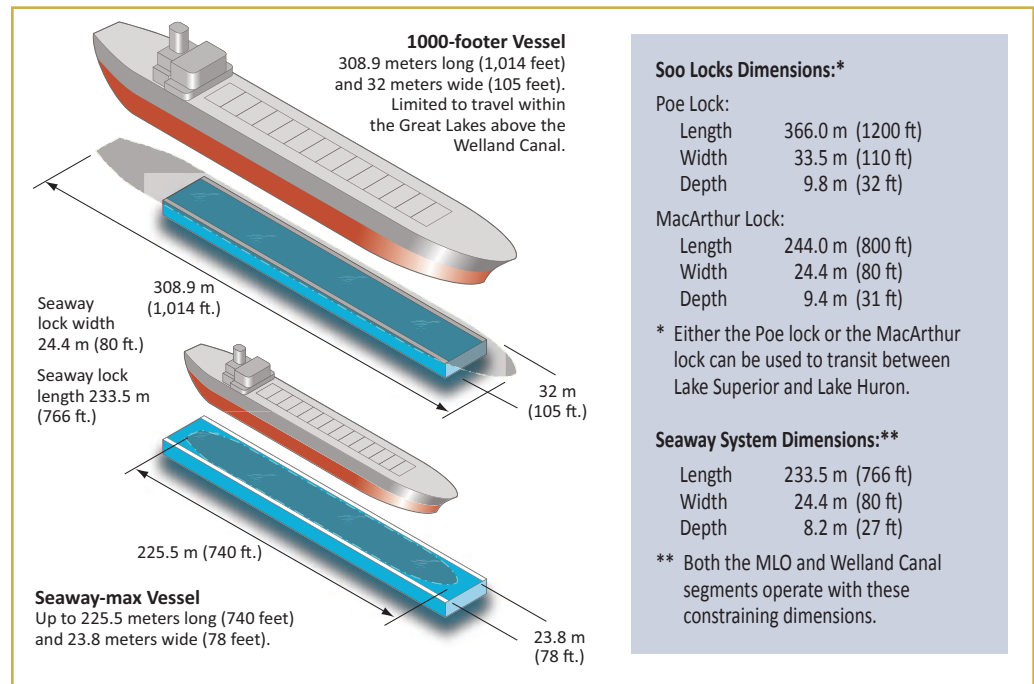 1000-footer Vessel
308.9 meters long (1,014 feet)
and 32 meters wide (105 feet).
Limited to travel within
the Great Lakes above the
Welland Canal.
308.9 m
(1,014 ft.)
Seaway
lock width
24.4 m (80 ft.)
Seaway lock
length 233.5 m
(766 ft.)
32 m
(105 ft.)
225.5 m (740 ft.)
Seaway-max Vessel
Up to 225.5 meters long (740 feet)
and 23.8 meters wide (78 feet).
23.8 m
(78 ft.)
Soo Locks Dimensions:*
Poe Lock:
Length 366.0 m (1200 ft)
Width 33.5 m (110 ft)
Depth 9.8 m (32 ft)
MacArthur Lock:
Length 244.0 m (800 ft)
Width 24.4 m (80 ft)
Depth 9.4 m (31 ft)
* Either the Poe lock or the MacArthur
lock can be used to transit between
Lake Superior and Lake Huron.
Seaway System Dimensions:**
Length 233.5 m (766 ft)
Width 24.4 m (80 ft)
Depth 8.2 m (27 ft)
** Both the MLO and Welland Canal
segments operate with these
constraining dimensions.